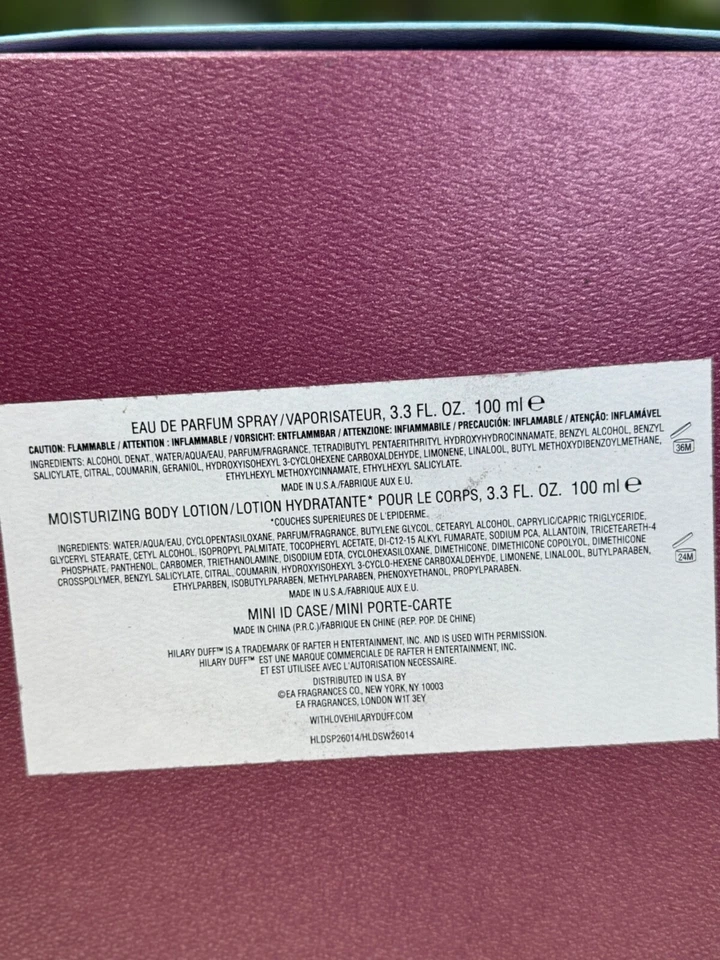 EAU DE PARFUM SPRAY/VAPORISATEUR, 3.3 FL. OZ. 100 ml ℮
CAUTION: FLAMMABLE / ATTENTION : INFLAMMABLE / VORSICHT: ENTFLAMMBAR / ATTENZIONE: INFIAMMABILE / PRECAUCIÓN: INFLAMABLE / ATENÇÃO: INFLAMÁVEL
INGREDIENTS: ALCOHOL DENAT., WATER/AQUA/EAU, PARFUM/FRAGRANCE, TETRADIBUTYL PENTAERITHRITYL HYDROXYHYDROCINNAMATE, BENZYL ALCOHOL, BENZYL
SALICYLATE, CITRAL, COUMARIN, GERANIOL, HYDROXYISOHEXYL 3-CYCLOHEXENE CARBOXALDEHYDE, LIMONENE, LINALOOL, BUTYL METHOXYDIBENZOYLMETHANE,
ETHYLHEXYL METHOXYCINNAMATE, ETHYLHEXYL SALICYLATE.
36M
MADE IN U.S.A./FABRIQUE AUX E.U.
MOISTURIZING BODY LOTION/LOTION HYDRATANTE* POUR LE CORPS, 3.3 FL. OZ. 100 ml ℮
*COUCHES SUPERIEURES DE L'EPIDERME.
INGREDIENTS: WATER/AQUA/EAU, CYCLOPENTASILOXANE, PARFUM/FRAGRANCE, BUTYLENE GLYCOL, CETEARYL ALCOHOL, CAPRYLIC/CAPRIC TRIGLYCERIDE,
GLYCERYL STEARATE, CETYL ALCOHOL, ISOPROPYL PALMITATE, TOCOPHERYL ACETATE, DI-C12-15 ALKYL FUMARATE, SODIUM PCA, ALLANTOIN, TRICETEARETH-4
PHOSPHATE, PANTHENOL, CARBOMER, TRIETHANOLAMINE, DISODIUM EDTA, CYCLOHEXASILOXANE, DIMETHICONE, DIMETHICONE COPOLYOL, DIMETHICONE
CROSSPOLYMER, BENZYL SALICYLATE, CITRAL, COUMARIN, HYDROXYISOHEXYL 3-CYCLO-HEXENE CARBOXALDEHYDE, LIMONENE, LINALOOL, BUTYLPARABEN,
ETHYLPARBEN, ISOBUTYLPARABEN, METHYLPARABEN, PHENOXYETHANOL, PROPYLPARABEN.
24M
MADE IN U.S.A/FABRIQUE AUX E.U.
MINI ID CASE/MINI PORTE-CARTE
MADE IN CHINA (P.R.C.)/FABRIQUE EN CHINE (REP. POP. DE CHINE)
HILARY DUFF™ IS A TRADEMARK OF RAFTER H ENTERTAINMENT, INC. AND IS USED WITH PERMISSION.
HILARY DUFF™ EST UNE MARQUE COMMERCIALE DE RAFTER H ENTERTAINMENT, INC.
ET EST UTILISEE AVEC L'AUTORISATION NECESSAIRE.
DISTRIBUTED IN U.S.A. BY
©EA FRAGRANCES CO., NEW YORK, NY 10003
EA FRAGRANCES, LONDON W1T 3EY
WITHLOVEHILARYDUFF.COM
HLDSP26014/HLDSW26014